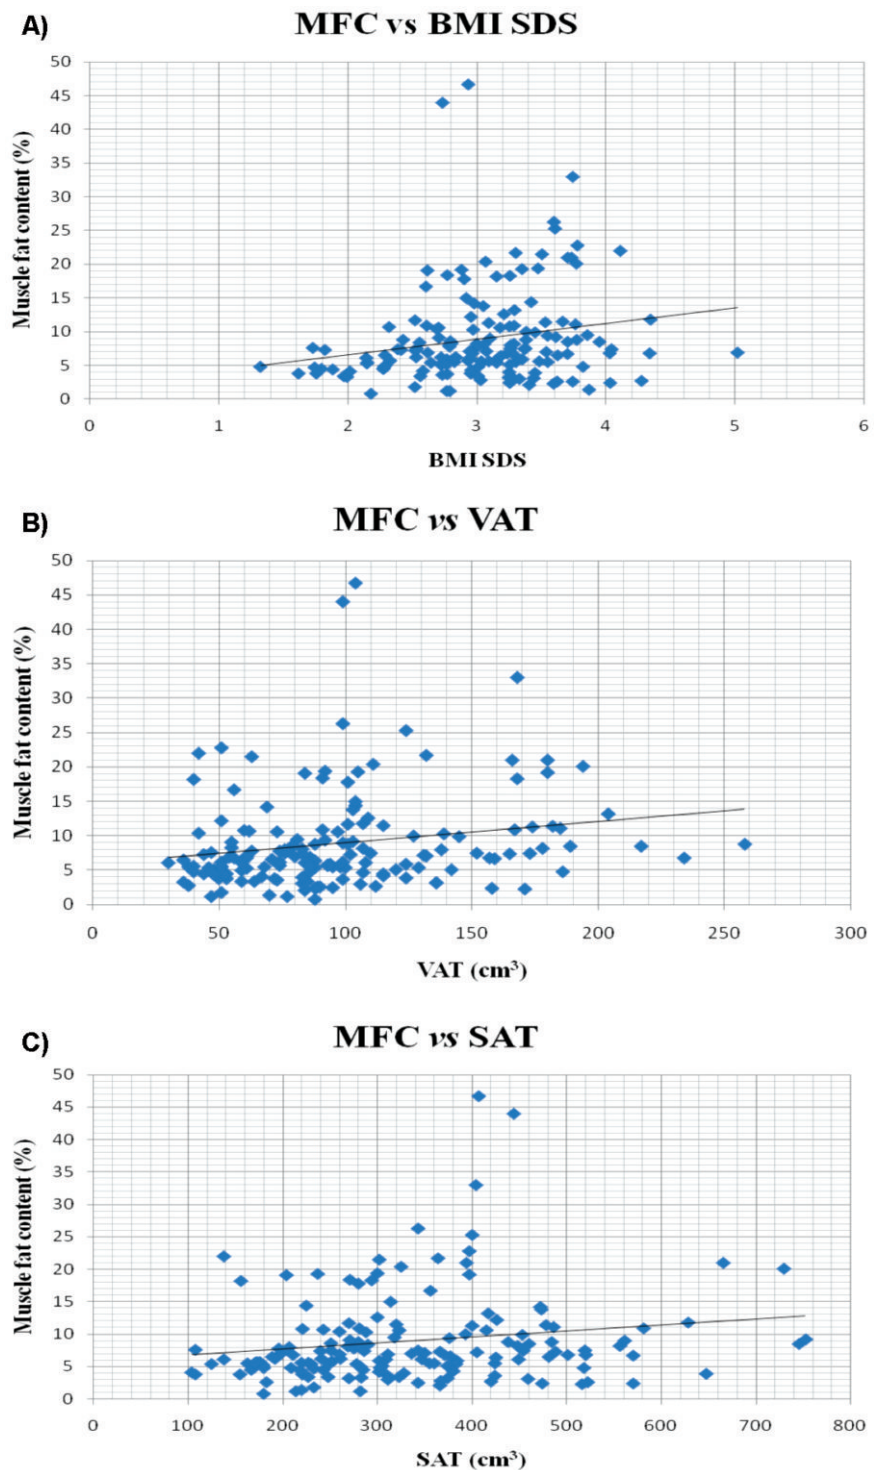 A)
MFC vs BMI SDS
50
45
40
35
30
25
20
15
10
5
0
Muscle fat content (%)
0 1 2 3 4 5 6
BMI SDS
B)
MFC vs VAT
50
45
40
35
30
25
20
15
10
5
0
Muscle fat content (%)
0 50 100 150 200 250 300
VAT (cm³)
C)
MFC vs SAT
50
45
40
35
30
25
20
15
10
5
0
Muscle fat content (%)
0 100 200 300 400 500 600 700 800
SAT (cm³)